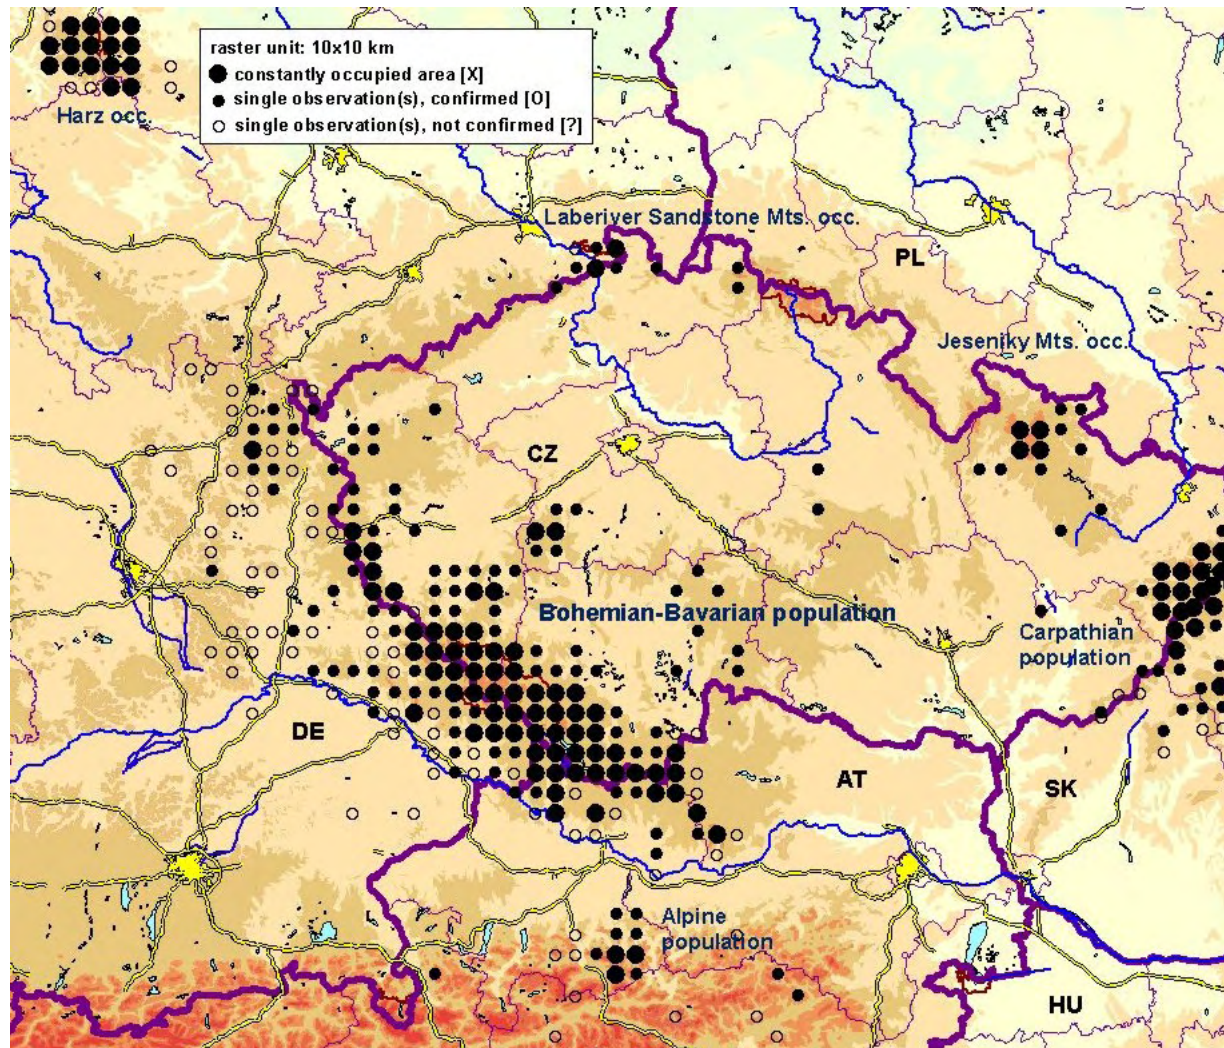 raster unit: 10x10 km
constantly occupied area [X]
single observation(s), confirmed [O]
single observation(s), not confirmed [?]
Harz occ.
Laberiver Sandstone Mts. occ.
PL
Jeseniky Mts. occ.
CZ
Bohemian-Bavarian population
Carpathian
population
DE
AT
SK
Alpine
population
HU